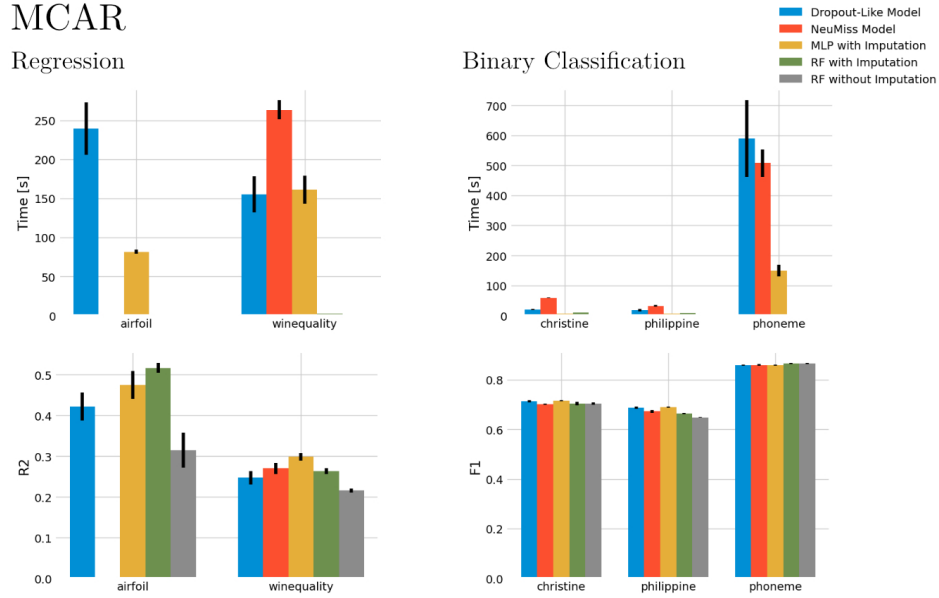 MCAR
Regression
Binary Classification
Dropout-Like Model
NeuMiss Model
MLP with Imputation
RF with Imputation
RF without Imputation
Time [s]
250
200
150
100
50
0
airfoil
winequality
Time [s]
700
600
500
400
300
200
100
0
christine
philippine
phoneme
R2
0.5
0.4
0.3
0.2
0.1
0.0
airfoil
winequality
F1
0.8
0.6
0.4
0.2
0.0
christine
philippine
phoneme